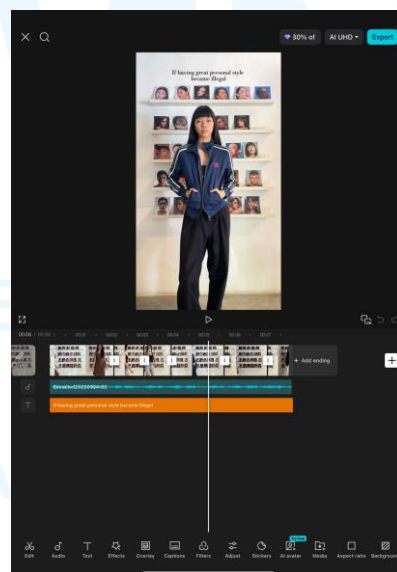 30% of
AI UHD
Export
If having great personal style
became illegal
+ Add ending
If having great personal style became illegal
Edit
Audio
Text
Effects
Overlay
Captions
Filters
Adjust
Stickers
AI avatar
Media
Aspect ratio
Background